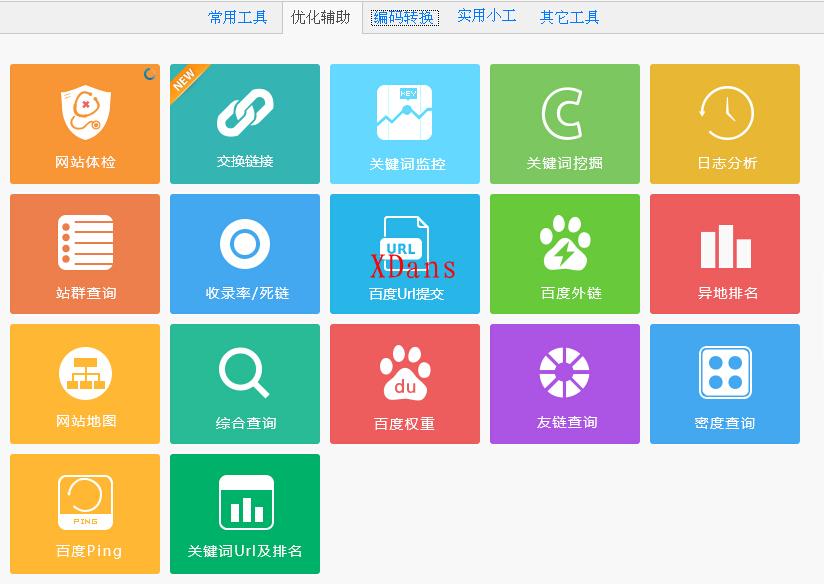 常用工具 优化辅助 编码转换 实用小工 其它工具
NEW
KEY
网站体检 交换链接 关键词监控 关键词挖掘 日志分析
URL
XDans
站群查询 收录率/死链 百度Url提交 百度外链 异地排名
du
网站地图 综合查询 百度权重 友链查询 密度查询
PING
百度Ping 关键词Url及排名